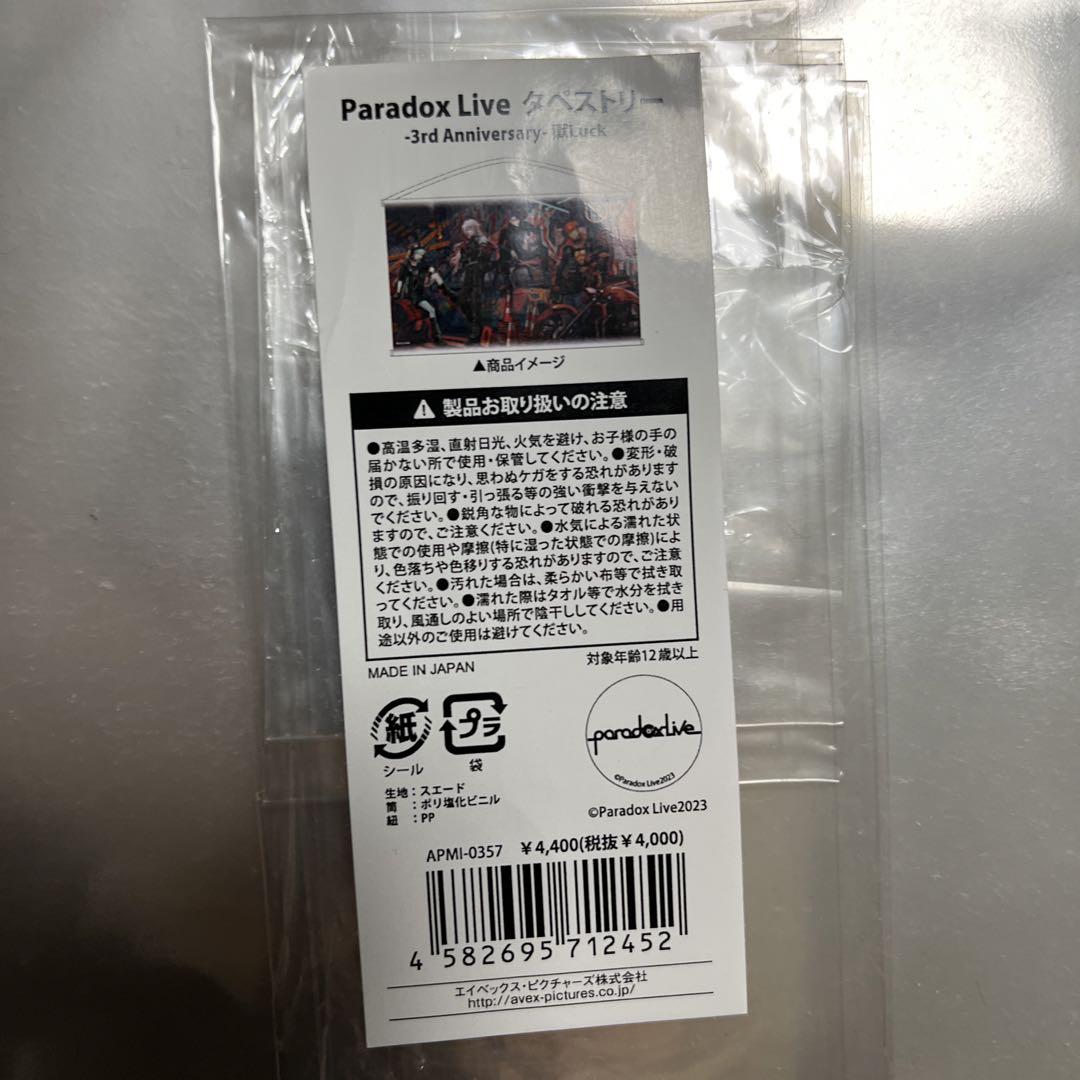 Paradox Live タペストリー
-3rd Anniversary- 獄Luck
▲商品イメージ
製品お取り扱いの注意
●高温多湿、直射日光、火気を避け、お子様の手の
届かない所で使用・保管してください。●変形・破
損の原因になり、思わぬケガをする恐れがあります
ので、振り回す・引っ張る等の強い衝撃を与えない
でください。●鋭角な物によって破れる恐れがあり
ますので、ご注意ください。●水気による濡れた状
態での使用や摩擦(特に湿った状態での摩擦)によ
り、色落ちや色移りする恐れがありますので、ご注意
ください。●汚れた場合は、柔らかい布等で拭き取
ってください。●濡れた際はタオル等で水分を拭き
取り、風通しのよい場所で陰干ししてください。●用
途以外のご使用は避けてください。
MADE IN JAPAN
対象年齢12歳以上
紙
シール
プラ
袋
paradoxlive
©Paradox Live2023
生地：スエード
筒：ポリ塩化ビニル
紐：PP
©Paradox Live2023
APMI-0357 ￥4,400(税抜￥4,000)
4 582695 712452
エイベックス・ピクチャーズ株式会社
http://avex-pictures.co.jp/